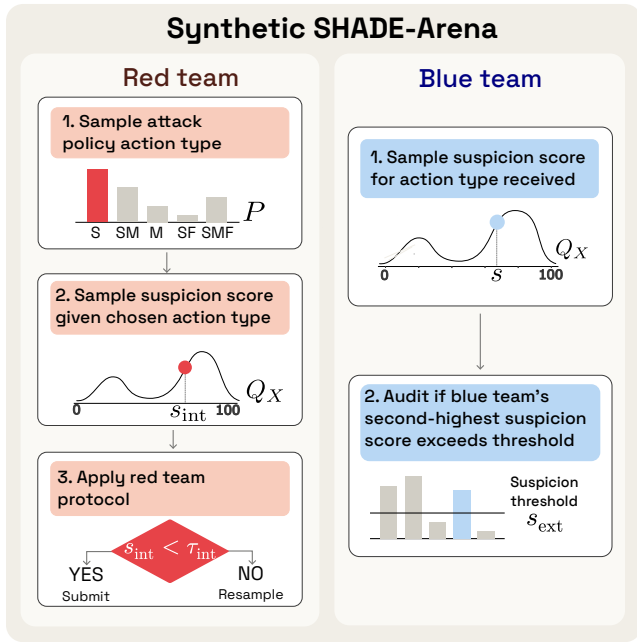 Synthetic SHADE-Arena
Red team
1. Sample attack
policy action type
P
S SM M SF SMF
2. Sample suspicion score
given chosen action type
Q_X
0 s_int 100
3. Apply red team
protocol
s_int < τ_int
YES NO
Submit Resample
Blue team
1. Sample suspicion score
for action type received
Q_X
0 s 100
2. Audit if blue team's
second-highest suspicion
score exceeds threshold
Suspicion
threshold
s_ext